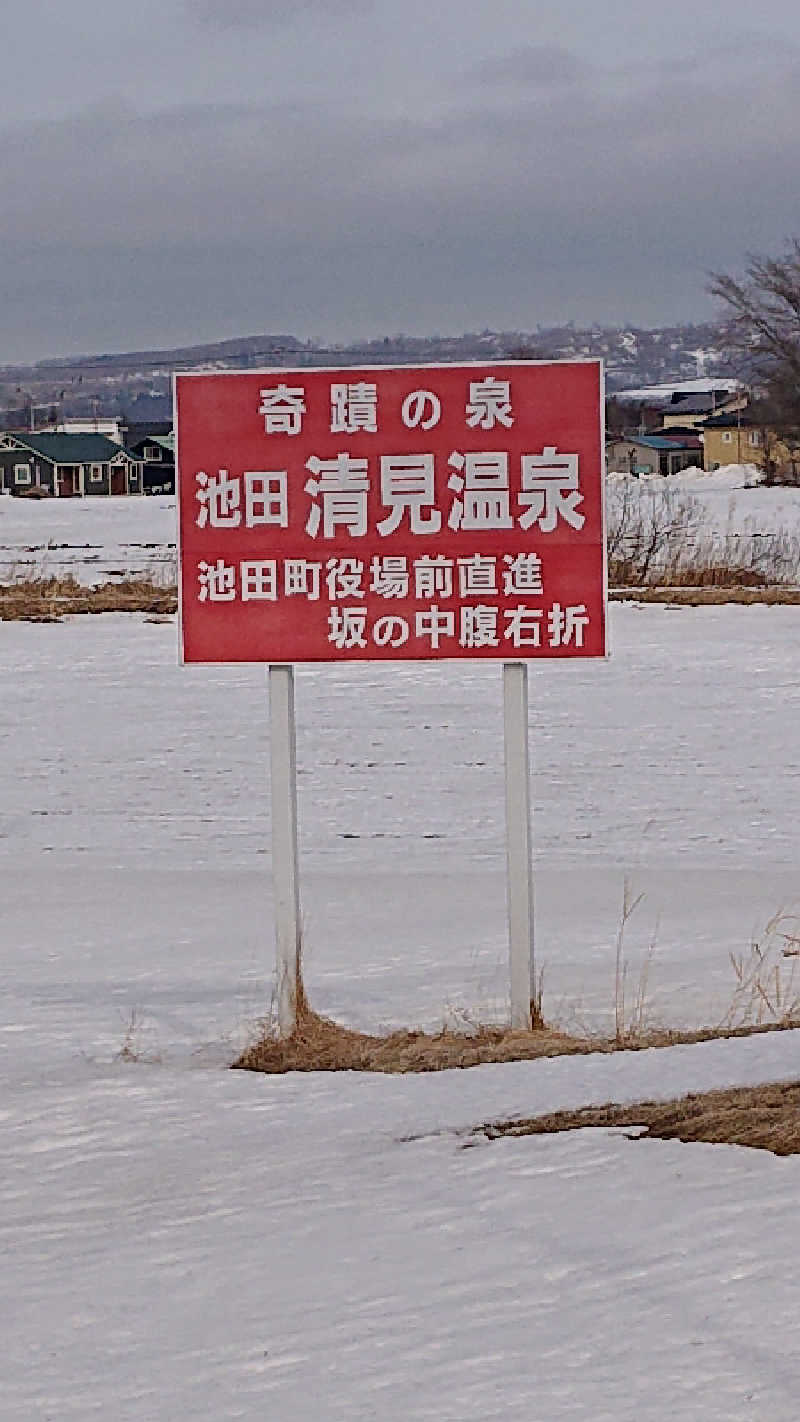 奇蹟の泉
池田 清見温泉
池田町役場前直進
坂の中腹右折